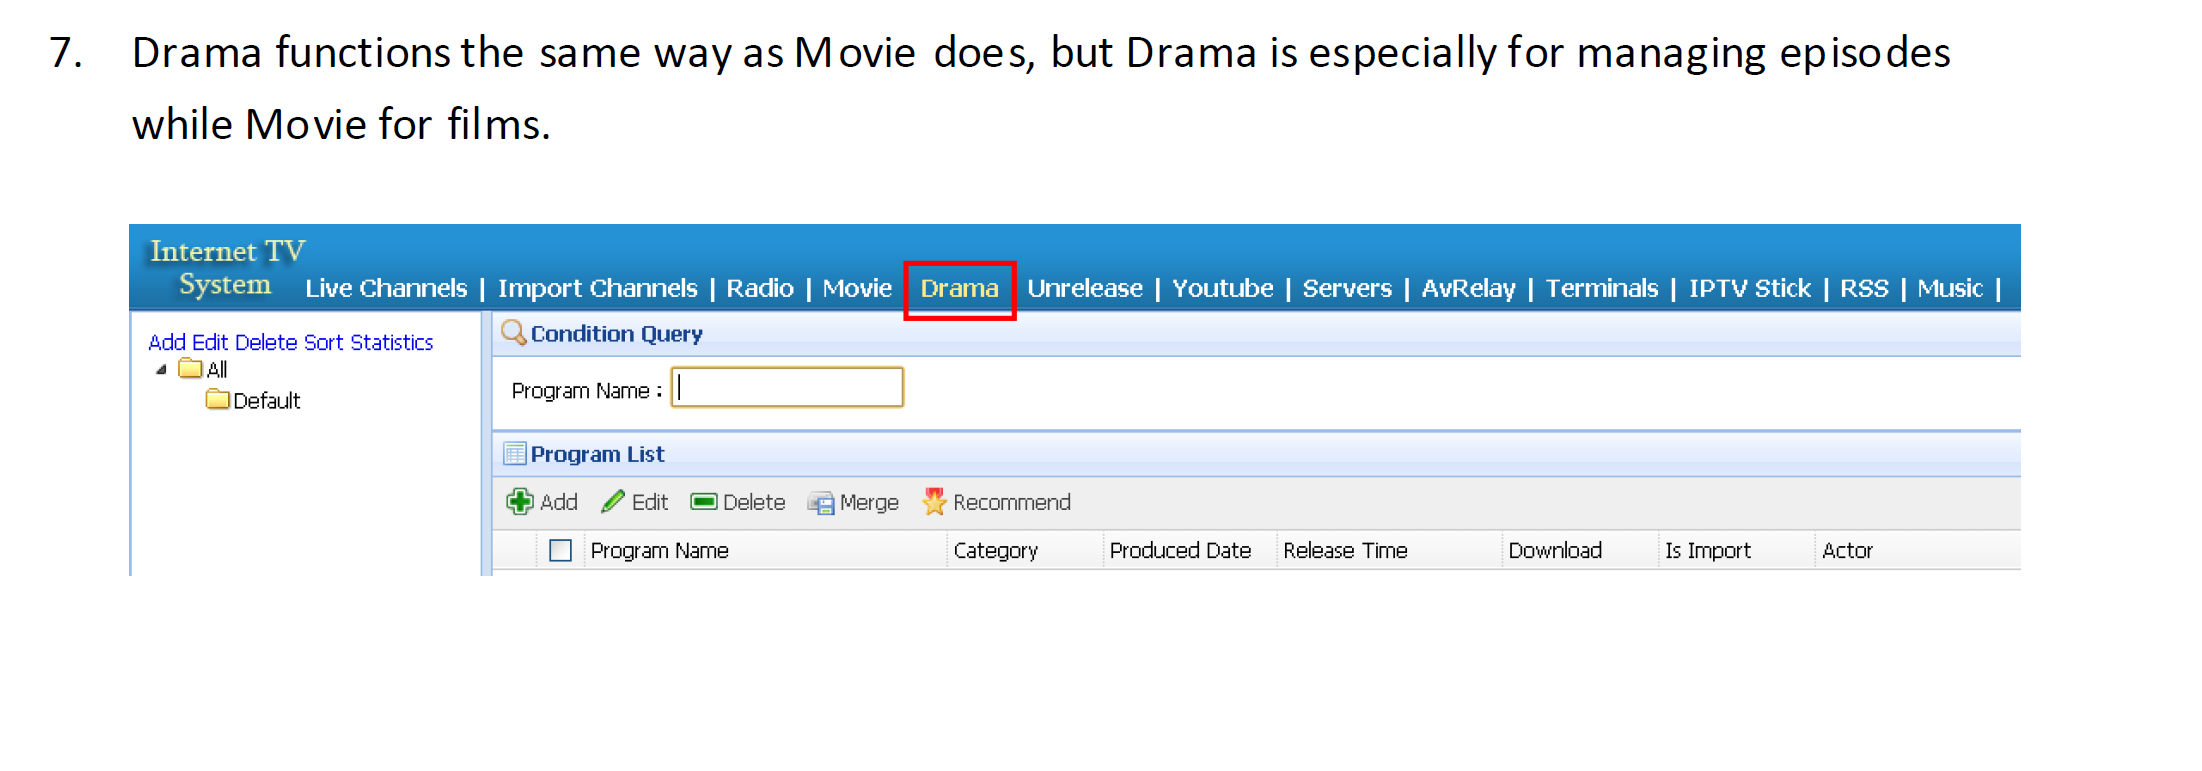 7. Drama functions the same way as Movie does, but Drama is especially for managing episodes
while Movie for films.
Internet TV
System
Live Channels | Import Channels | Radio | Movie Drama Unrelease | Youtube | Servers | AvRelay | Terminals | IPTV Stick | RSS | Music |
Add Edit Delete Sort Statistics
All
Default
Condition Query
Program Name :
Program List
Add Edit Delete Merge Recommend
Program Name Category Produced Date Release Time Download Is Import Actor